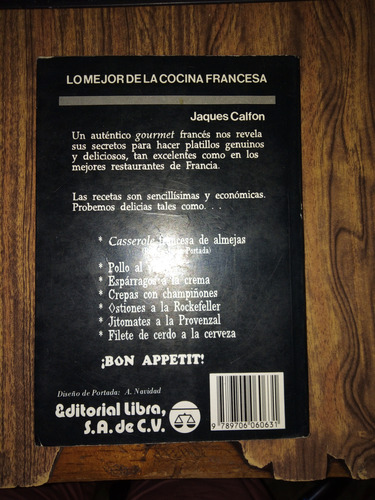 LO MEJOR DE LA COCINA FRANCESA
Jaques Calfon
Un auténtico gourmet francés nos revela
sus secretos para hacer platillos genuinos
y deliciosos, tan excelentes como en los
mejores restaurantes de Francia.
Las recetas son sencillísimas y económicas.
Probemos delicias tales como. . .
* Casserole francesa de almejas
Portada)
* Pollo al
* Espárragos a la crema
* Crepas con champiñones
* Ostiones a la Rockefeller
* Jitomates a la Provenzal
* Filete de cerdo a la cerveza
¡BON APPETIT!
Diseño de Portada: A. Navidad
Editorial Libra,
S.A. de C.V.
9 789706 060631